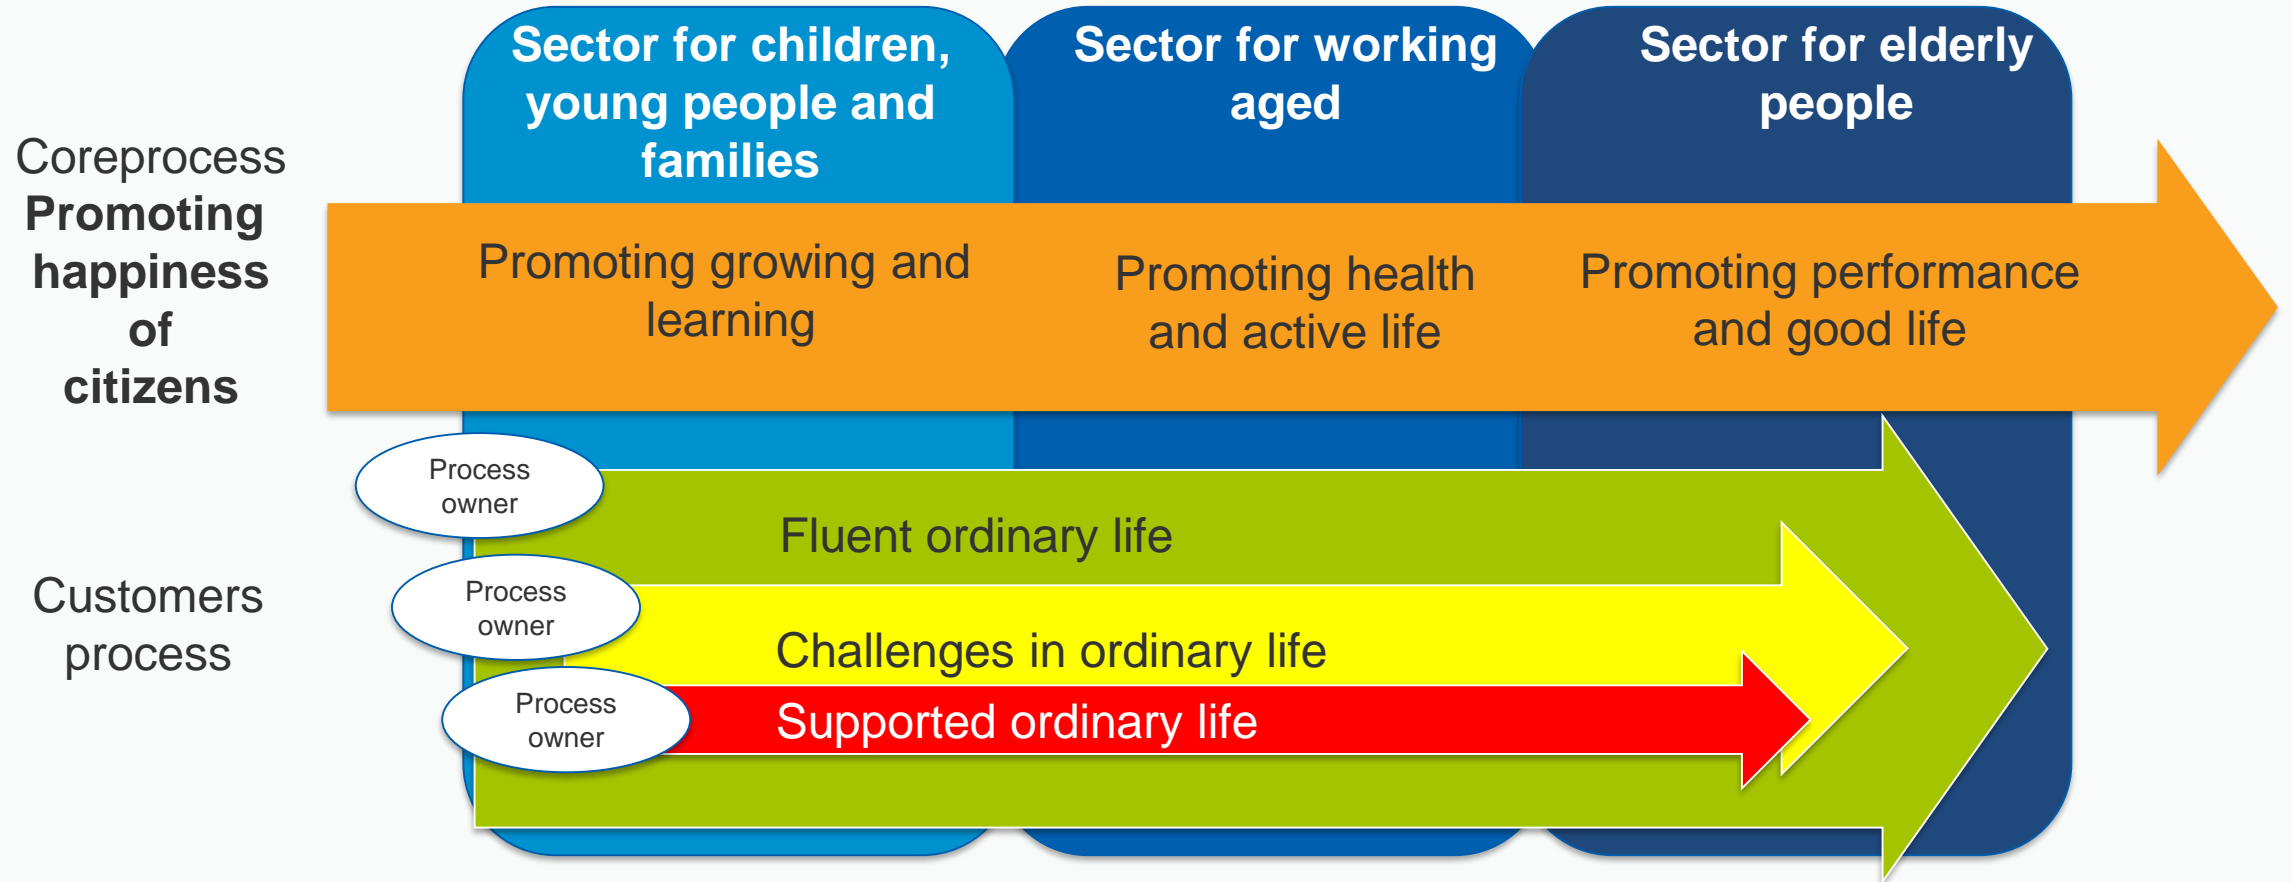 Sector for children,
young people and
families
Sector for working
aged
Sector for elderly
people
Coreprocess
Promoting
happiness
of
citizens
Promoting growing and
learning
Promoting health
and active life
Promoting performance
and good life
Customers
process
Process
owner
Fluent ordinary life
Process
owner
Challenges in ordinary life
Process
owner
Supported ordinary life